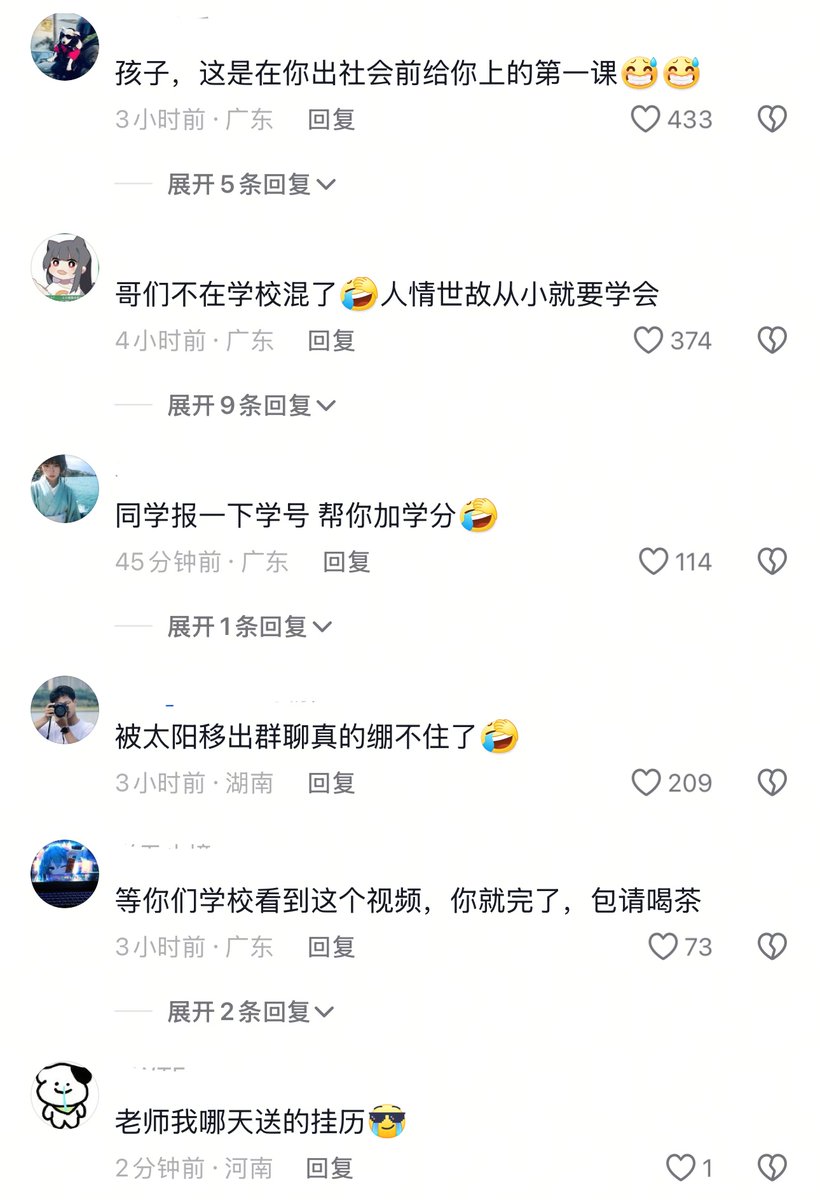 孩子，这是在你出社会前给你上的第一课😅😅
3小时前·广东 回复 433
展开5条回复
哥们不在学校混了🤣人情世故从小就要学会
4小时前·广东 回复 374
展开9条回复
同学报一下学号 帮你加学分🤣
45分钟前·广东 回复 114
展开1条回复
被太阳移出群聊真的绷不住了🤣
3小时前·湖南 回复 209
等你们学校看到这个视频，你就完了，包请喝茶
3小时前·广东 回复 73
展开2条回复
老师我哪天送的挂历
2分钟前·河南 回复 1